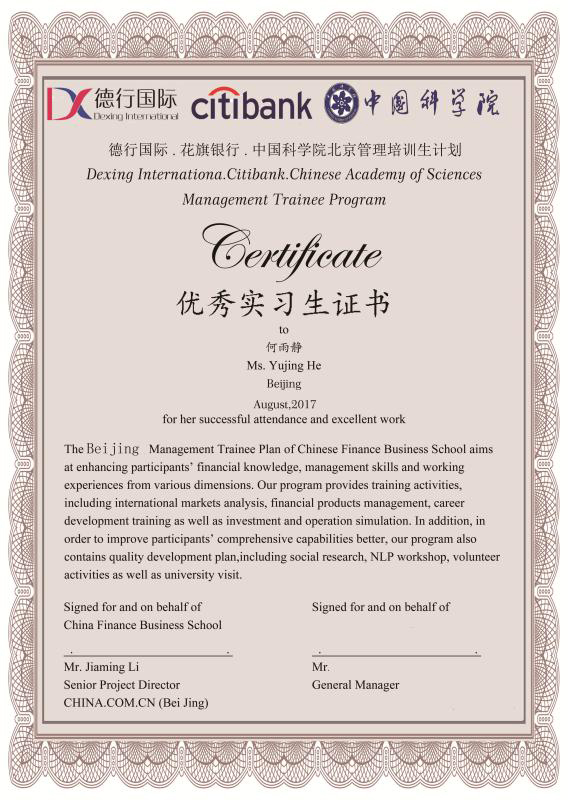 DX 德行国际 citibank 中国科学院
Dexing International
德行国际 . 花旗银行 . 中国科学院北京管理培训生计划
Dexing Internationa.Citibank.Chinese Academy of Sciences
Management Trainee Program
Certificate
优秀实习生证书
to
何雨静
Ms. Yujing He
Beijing
August,2017
for her successful attendance and excellent work
The Beijing Management Trainee Plan of Chinese Finance Business School aims
at enhancing participants’ financial knowledge, management skills and working
experiences from various dimensions. Our program provides training activities,
including international markets analysis, financial products management, career
development training as well as investment and operation simulation. In addition, in
order to improve participants’ comprehensive capabilities better, our program also
contains quality development plan,including social research, NLP workshop, volunteer
activities as well as university visit.
Signed for and on behalf of Signed for and on behalf of
China Finance Business School
Mr. Jiaming Li Mr.
Senior Project Director General Manager
CHINA.COM.CN (Bei Jing)